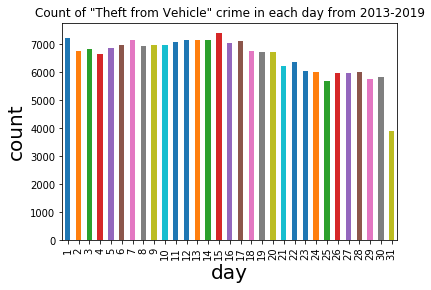 Count of "Theft from Vehicle" crime in each day from 2013-2019
count
7000
6000
5000
4000
3000
2000
1000
0
1 2 3 4 5 6 7 8 9 10 11 12 13 14 15 16 17 18 19 20 21 22 23 24 25 26 27 28 29 30 31
day